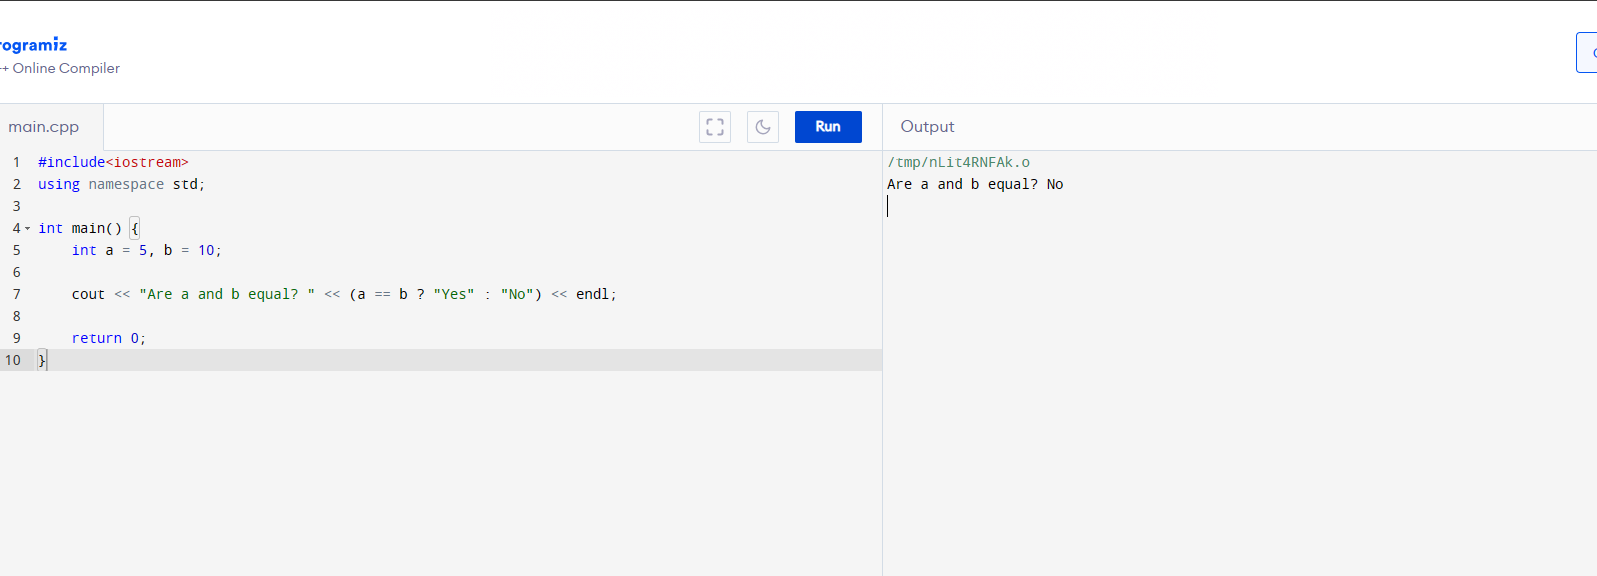 rogramiz
++ Online Compiler
main.cpp
Run
Output
1 #include<iostream>
2 using namespace std;
3
4 int main() {
5 int a = 5, b = 10;
6
7 cout << "Are a and b equal? " << (a == b ? "Yes" : "No") << endl;
8
9 return 0;
10 }
/tmp/nLit4RNFAk.o
Are a and b equal? No